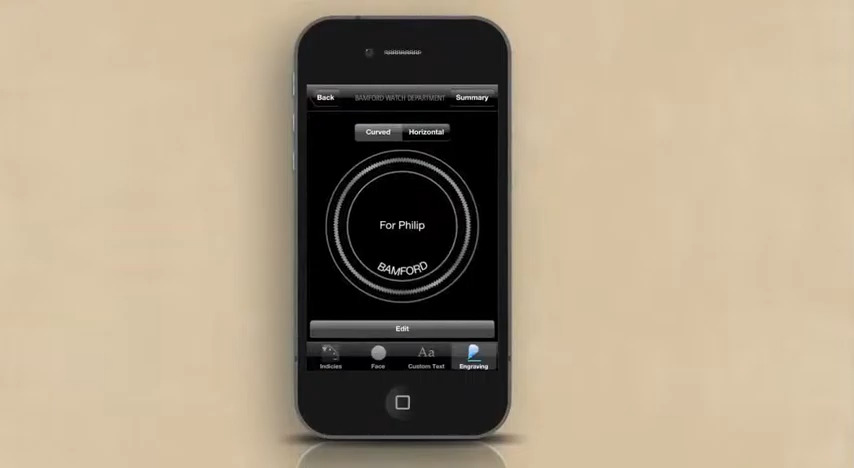 Back BAMFORD WATCH DEPARTMENT Summary
Curved Horizontal
For Philip
BAMFORD
Edit
Aa
Indicies Face Custom Text Engraving